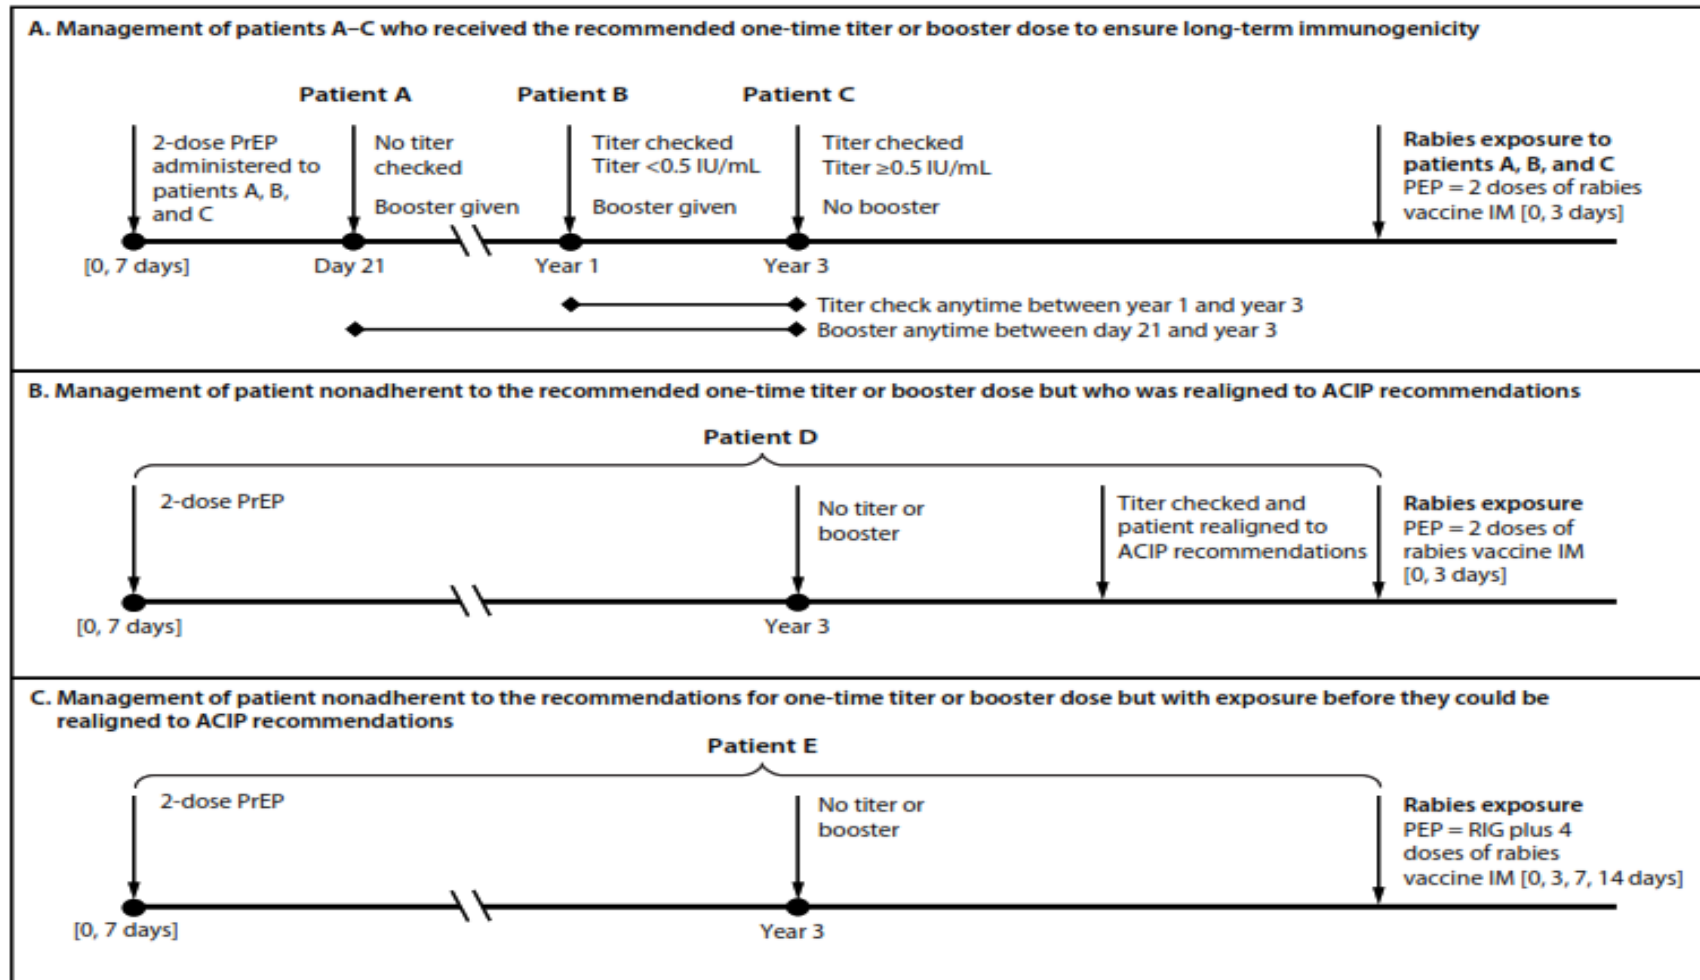 A. Management of patients A–C who received the recommended one-time titer or booster dose to ensure long-term immunogenicity
Patient A
Patient B
Patient C
2-dose PrEP
administered to
patients A, B,
and C
No titer
checked
Booster given
Titer checked
Titer <0.5 IU/mL
Booster given
Titer checked
Titer ≥0.5 IU/mL
No booster
Rabies exposure to
patients A, B, and C
PEP = 2 doses of rabies
vaccine IM [0, 3 days]
[0, 7 days]
Day 21
Year 1
Year 3
Titer check anytime between year 1 and year 3
Booster anytime between day 21 and year 3
B. Management of patient nonadherent to the recommended one-time titer or booster dose but who was realigned to ACIP recommendations
Patient D
2-dose PrEP
No titer or
booster
Titer checked and
patient realigned to
ACIP recommendations
Rabies exposure
PEP = 2 doses of
rabies vaccine IM
[0, 3 days]
[0, 7 days]
Year 3
C. Management of patient nonadherent to the recommendations for one-time titer or booster dose but with exposure before they could be
realigned to ACIP recommendations
Patient E
2-dose PrEP
No titer or
booster
Rabies exposure
PEP = RIG plus 4
doses of rabies
vaccine IM [0, 3, 7, 14 days]
[0, 7 days]
Year 3